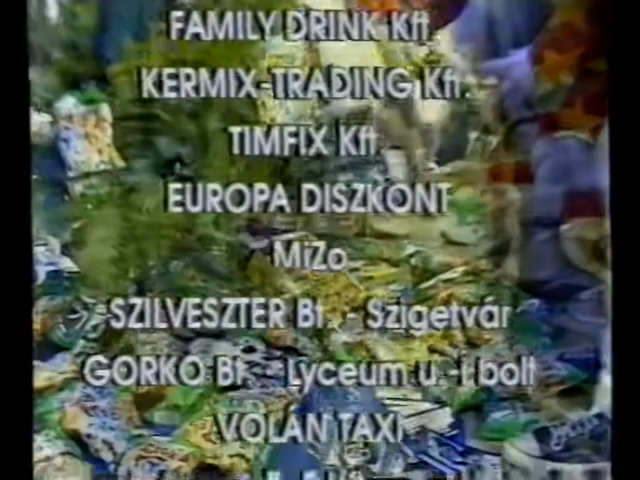 FAMILY DRINK Kft.
KERMIX-TRADING Kft.
TIMFIX Kft.
EUROPA DISZKONT
MiZo
SZILVESZTER Bt. - Szigetvár
GORKO Bt. Lyceum u.-i bolt
VOLÁN TAXI